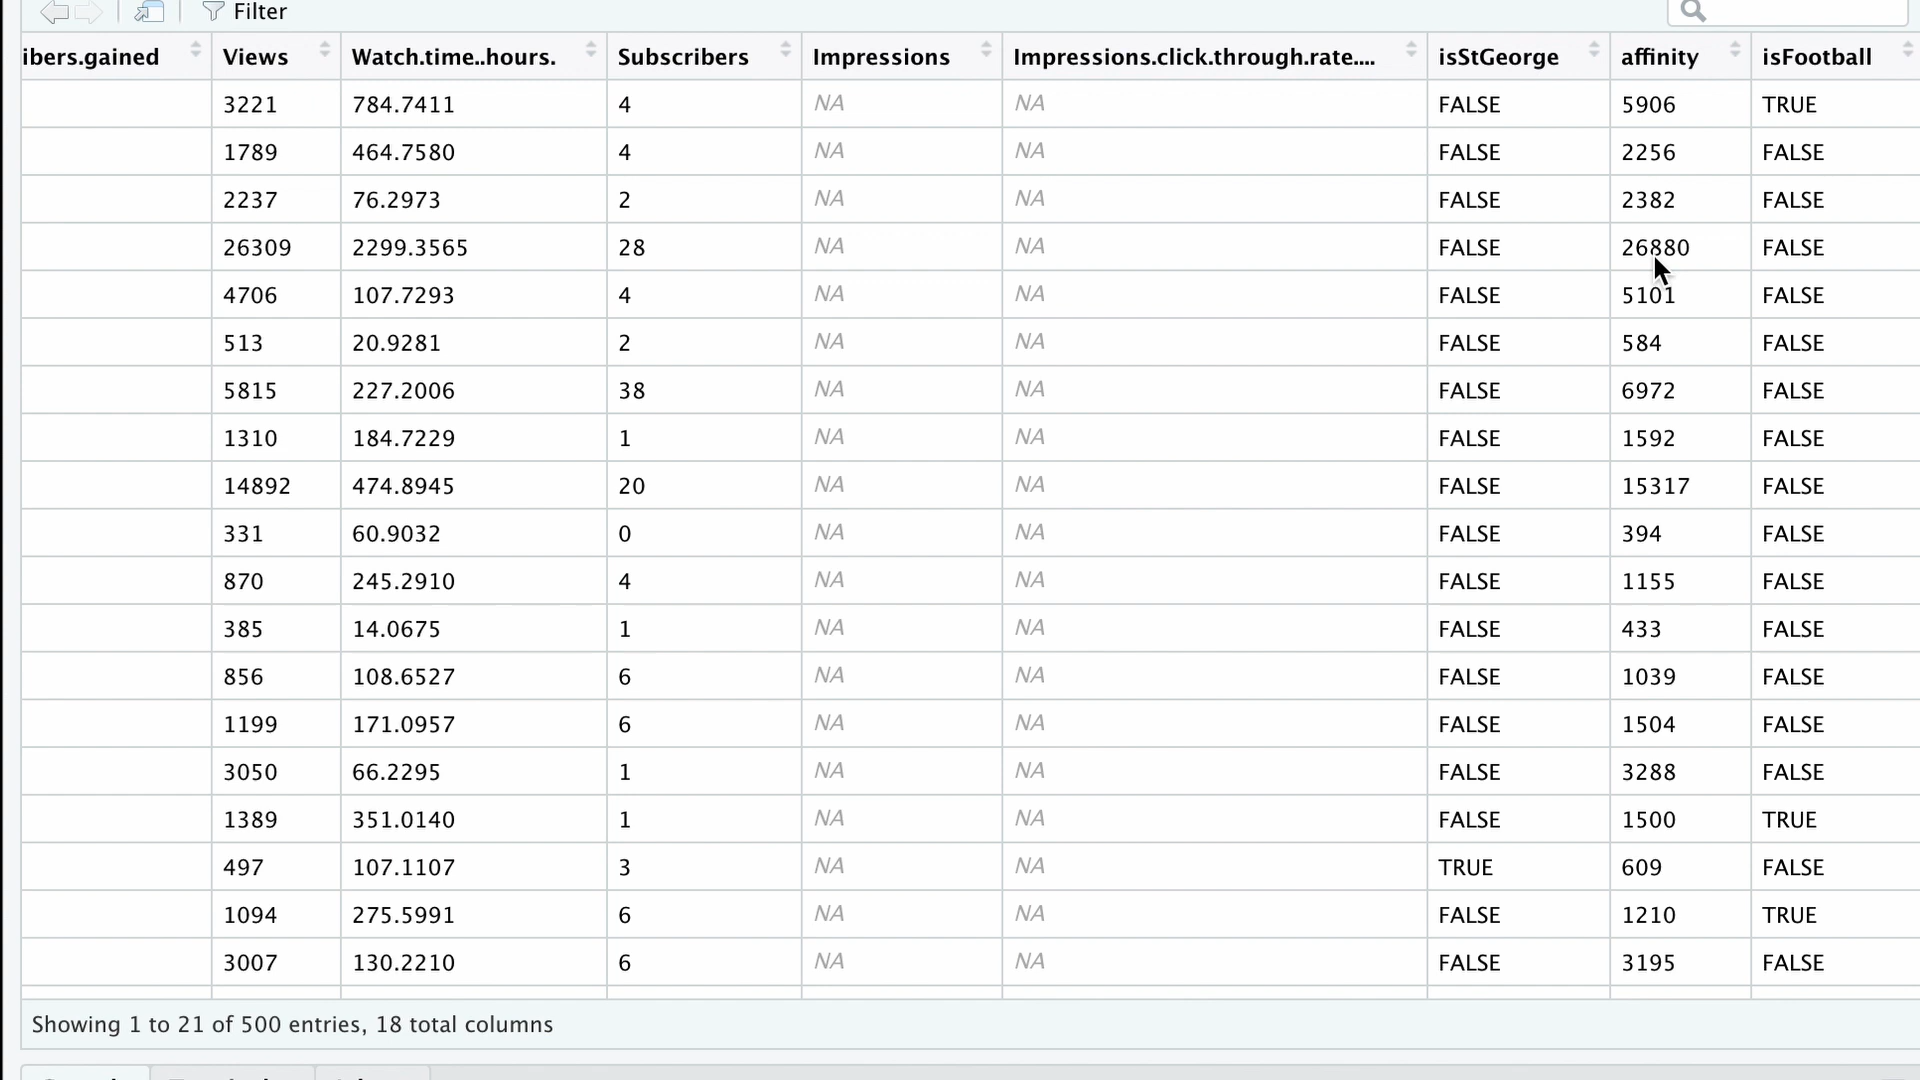 Filter
ibers.gained Views Watch.time..hours. Subscribers Impressions Impressions.click.through.rate.... isStGeorge affinity isFootball
3221 784.7411 4 NA NA FALSE 5906 TRUE
1789 464.7580 4 NA NA FALSE 2256 FALSE
2237 76.2973 2 NA NA FALSE 2382 FALSE
26309 2299.3565 28 NA NA FALSE 26880 FALSE
4706 107.7293 4 NA NA FALSE 5101 FALSE
513 20.9281 2 NA NA FALSE 584 FALSE
5815 227.2006 38 NA NA FALSE 6972 FALSE
1310 184.7229 1 NA NA FALSE 1592 FALSE
14892 474.8945 20 NA NA FALSE 15317 FALSE
331 60.9032 0 NA NA FALSE 394 FALSE
870 245.2910 4 NA NA FALSE 1155 FALSE
385 14.0675 1 NA NA FALSE 433 FALSE
856 108.6527 6 NA NA FALSE 1039 FALSE
1199 171.0957 6 NA NA FALSE 1504 FALSE
3050 66.2295 1 NA NA FALSE 3288 FALSE
1389 351.0140 1 NA NA FALSE 1500 TRUE
497 107.1107 3 NA NA TRUE 609 FALSE
1094 275.5991 6 NA NA FALSE 1210 TRUE
3007 130.2210 6 NA NA FALSE 3195 FALSE
Showing 1 to 21 of 500 entries, 18 total columns